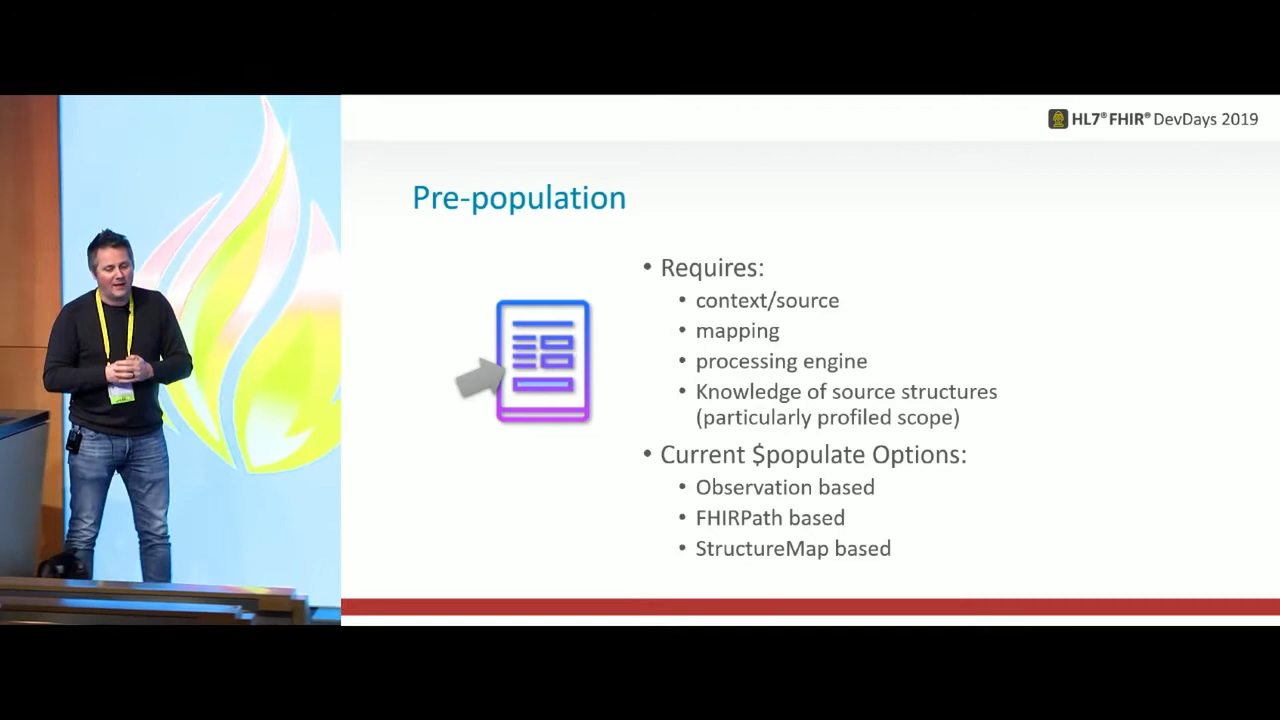 HL7® FHIR® DevDays 2019
Pre-population
• Requires:
• context/source
• mapping
• processing engine
• Knowledge of source structures
(particularly profiled scope)
• Current $populate Options:
• Observation based
• FHIRPath based
• StructureMap based